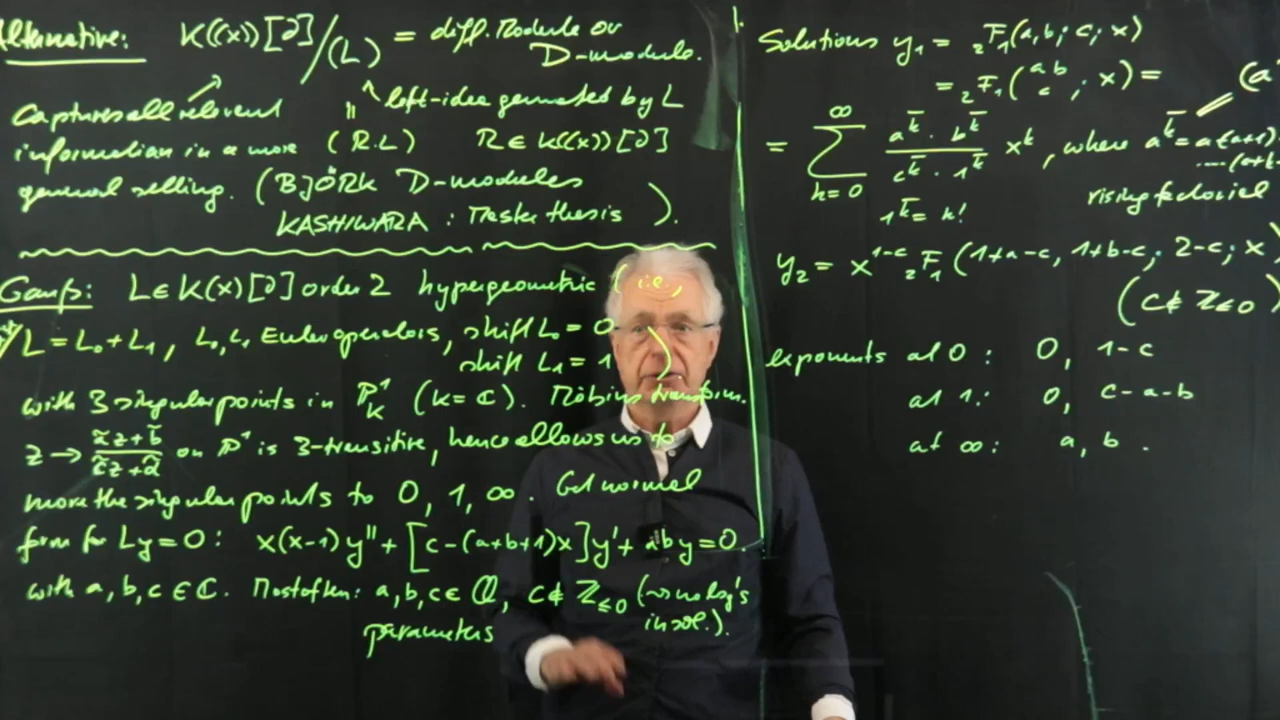 Alternative: K((x))[∂]/(L) = diff. Module or
D-module.
Captures all relevant " ^ left-ideal generated by L
information in a more (R.L) R ∈ K((x))[∂]
general setting. (BJÖRK D-modules
KASHIWARA: Master thesis ).
Gauß: L ∈ K(x)[∂] order 2 hypergeometric (i.e.,
L = L₀ + L₁, L₀, L₁ Euler operators, shift L₀ = 0
shift L₁ = 1 )
with 3 singular points in ℙ¹_K (K = ℂ). Möbius transform.
z → (ãz + b̃)/(c̃z + d̃) on ℙ¹ is 3-transitive, hence allows us to
move the singular points to 0, 1, ∞. Get normal
form for Ly=0: x(x-1)y'' + [c-(a+b+1)x]y' + aby = 0.
with a, b, c ∈ ℂ. Most often: a, b, c ∈ ℚ, c ∉ ℤ≤0 (no log's
parameters in sol.).
Solutions y₁ = ₂F₁(a, b; c; x)
= ₂F₁(a b c ; x) = (a
= ∑_{k=0}^{∞} (a^k̄ · b^k̄)/(c^k̄ · 1^k̄) x^k, where a^k̄ = a(a+1)
....(a+k
1^k̄ = k! rising factorial
y₂ = x^{1-c} ₂F₁(1+a-c, 1+b-c; 2-c; x)
(c ∉ ℤ≤0)
exponents at 0: 0, 1-c
at 1: 0, c-a-b
at ∞: a, b.